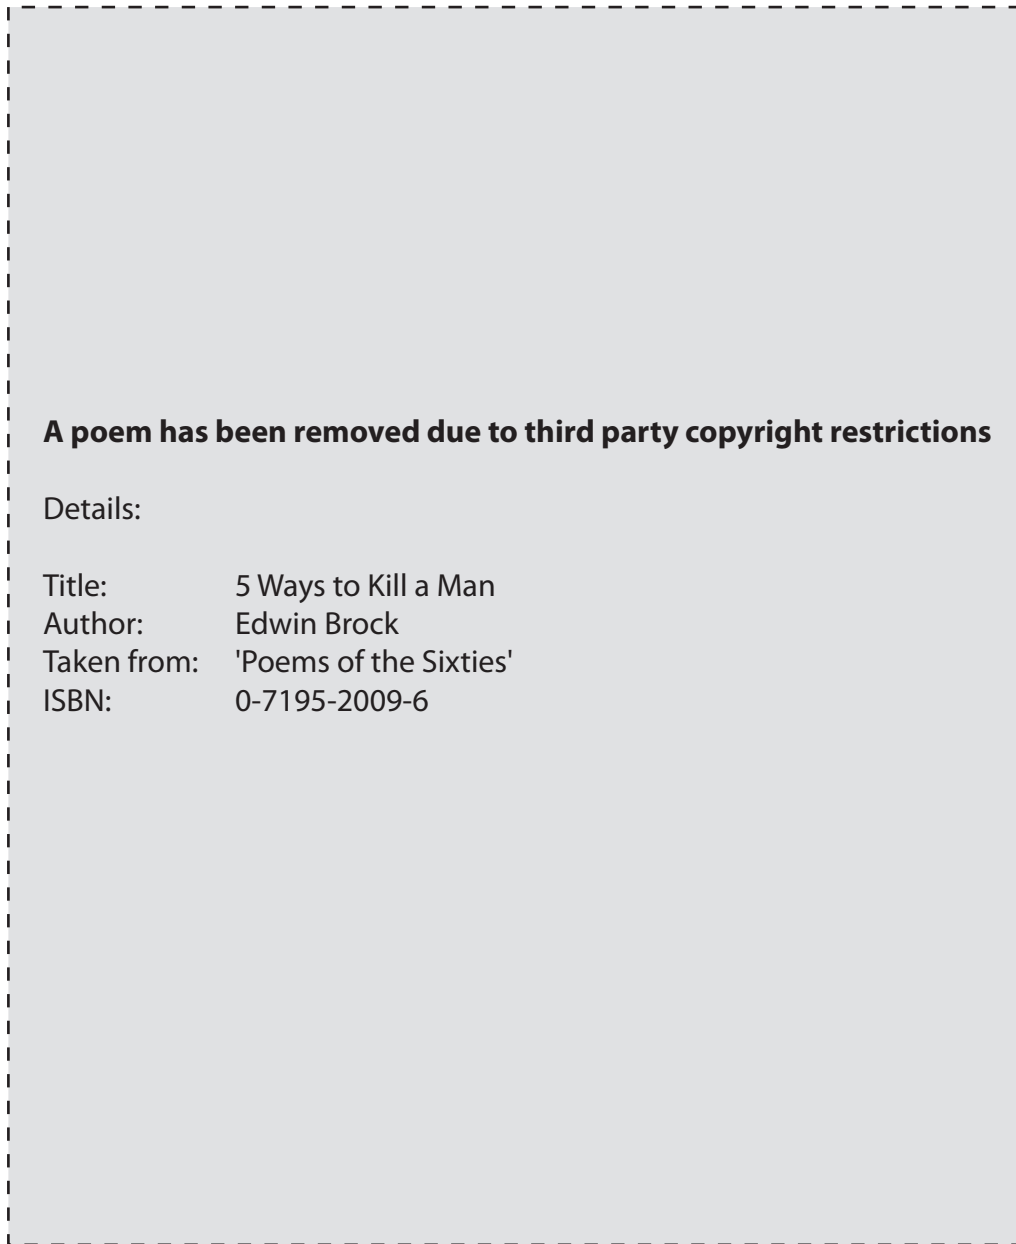 A poem has been removed due to third party copyright restrictions
Details:
Title: 5 Ways to Kill a Man
Author: Edwin Brock
Taken from: 'Poems of the Sixties'
ISBN: 0-7195-2009-6